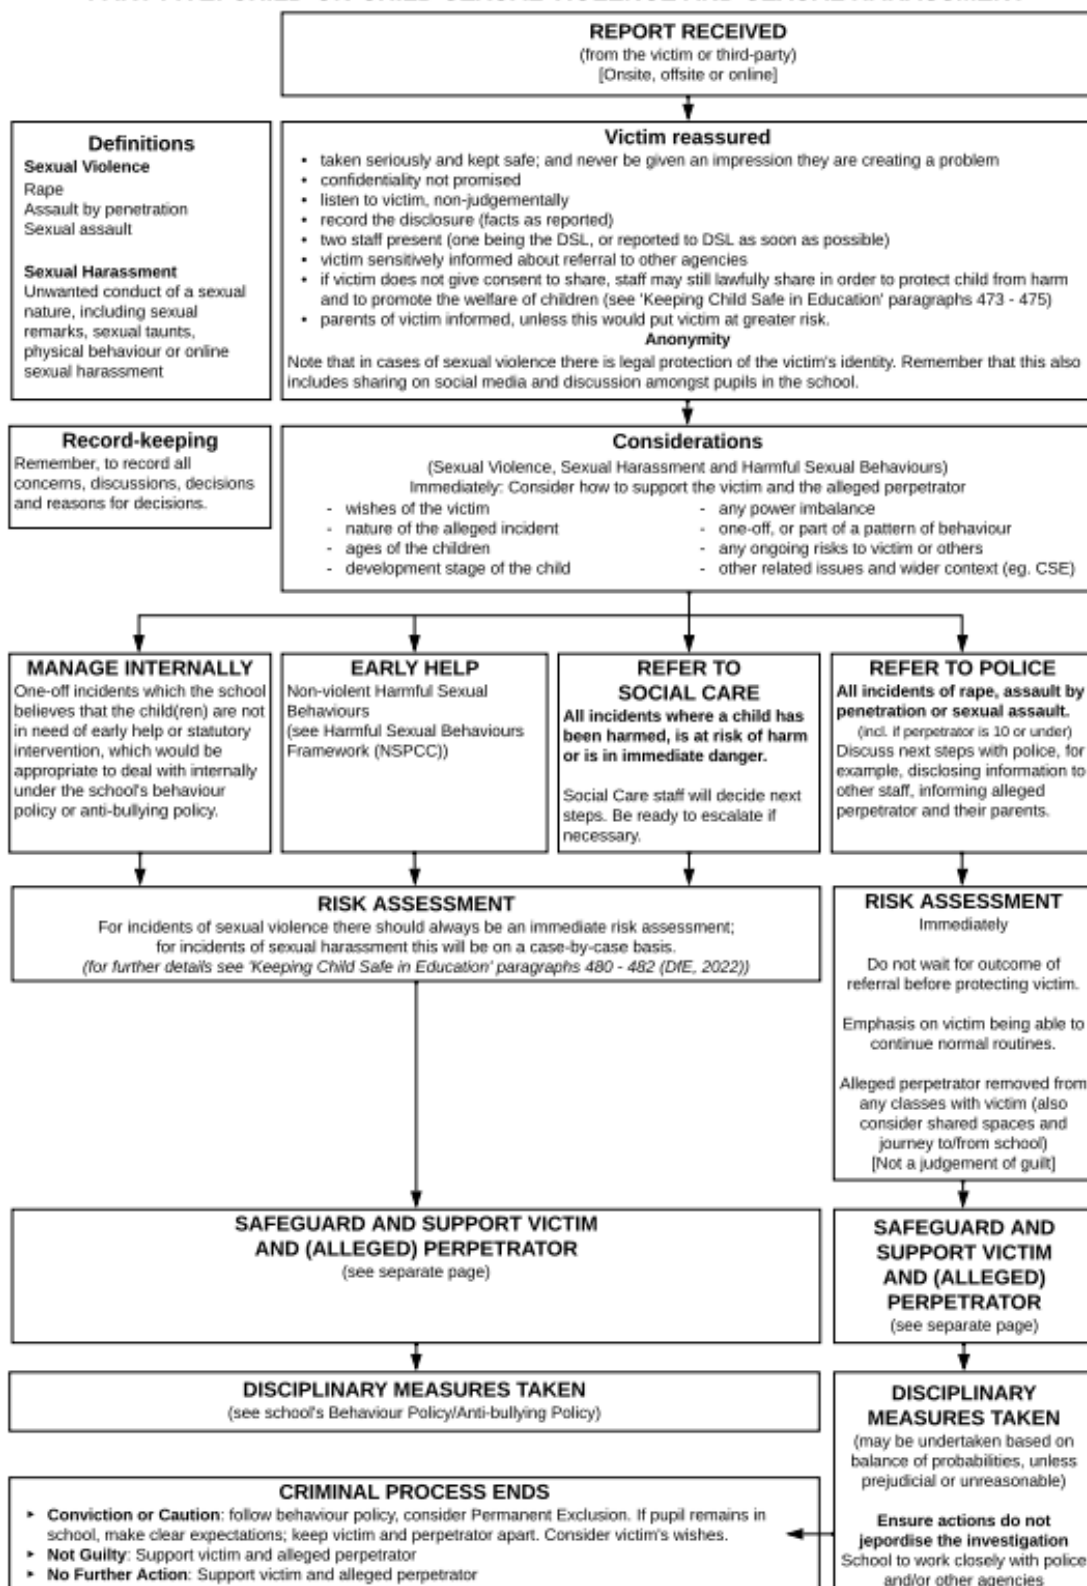 REPORT RECEIVED
(from the victim or third-party)
[Onsite, offsite or online]
Definitions
Sexual Violence
Rape
Assault by penetration
Sexual assault
Sexual Harassment
Unwanted conduct of a sexual
nature, including sexual
remarks, sexual taunts,
physical behaviour or online
sexual harassment
Victim reassured
• taken seriously and kept safe; and never be given an impression they are creating a problem
• confidentiality not promised
• listen to victim, non-judgementally
• record the disclosure (facts as reported)
• two staff present (one being the DSL, or reported to DSL as soon as possible)
• victim sensitively informed about referral to other agencies
• if victim does not give consent to share, staff may still lawfully share in order to protect child from harm
and to promote the welfare of children (see 'Keeping Child Safe in Education' paragraphs 473 - 475)
• parents of victim informed, unless this would put victim at greater risk.
Anonymity
Note that in cases of sexual violence there is legal protection of the victim's identity. Remember that this also
includes sharing on social media and discussion amongst pupils in the school.
Record-keeping
Remember, to record all
concerns, discussions, decisions
and reasons for decisions.
Considerations
(Sexual Violence, Sexual Harassment and Harmful Sexual Behaviours)
Immediately: Consider how to support the victim and the alleged perpetrator
- wishes of the victim
- nature of the alleged incident
- ages of the children
- development stage of the child
- any power imbalance
- one-off, or part of a pattern of behaviour
- any ongoing risks to victim or others
- other related issues and wider context (eg. CSE)
MANAGE INTERNALLY
One-off incidents which the school
believes that the child(ren) are not
in need of early help or statutory
intervention, which would be
appropriate to deal with internally
under the school's behaviour
policy or anti-bullying policy.
EARLY HELP
Non-violent Harmful Sexual
Behaviours
(see Harmful Sexual Behaviours
Framework (NSPCC))
REFER TO
SOCIAL CARE
All incidents where a child has
been harmed, is at risk of harm
or is in immediate danger.
Social Care staff will decide next
steps. Be ready to escalate if
necessary.
REFER TO POLICE
All incidents of rape, assault by
penetration or sexual assault.
(incl. if perpetrator is 10 or under)
Discuss next steps with police, for
example, disclosing information to
other staff, informing alleged
perpetrator and their parents.
RISK ASSESSMENT
For incidents of sexual violence there should always be an immediate risk assessment;
for incidents of sexual harassment this will be on a case-by-case basis.
(for further details see 'Keeping Child Safe in Education' paragraphs 480 - 482 (DfE, 2022))
RISK ASSESSMENT
Immediately
Do not wait for outcome of
referral before protecting victim.
Emphasis on victim being able to
continue normal routines.
Alleged perpetrator removed from
any classes with victim (also
consider shared spaces and
journey to/from school)
[Not a judgement of guilt]
SAFEGUARD AND SUPPORT VICTIM
AND (ALLEGED) PERPETRATOR
(see separate page)
SAFEGUARD AND
SUPPORT VICTIM
AND (ALLEGED)
PERPETRATOR
(see separate page)
DISCIPLINARY MEASURES TAKEN
(see school's Behaviour Policy/Anti-bullying Policy)
DISCIPLINARY
MEASURES TAKEN
(may be undertaken based on
balance of probabilities, unless
prejudicial or unreasonable)
Ensure actions do not
jepordise the investigation
School to work closely with police
and/or other agencies
CRIMINAL PROCESS ENDS
‣ Conviction or Caution: follow behaviour policy, consider Permanent Exclusion. If pupil remains in
school, make clear expectations; keep victim and perpetrator apart. Consider victim's wishes.
‣ Not Guilty: Support victim and alleged perpetrator
‣ No Further Action: Support victim and alleged perpetrator